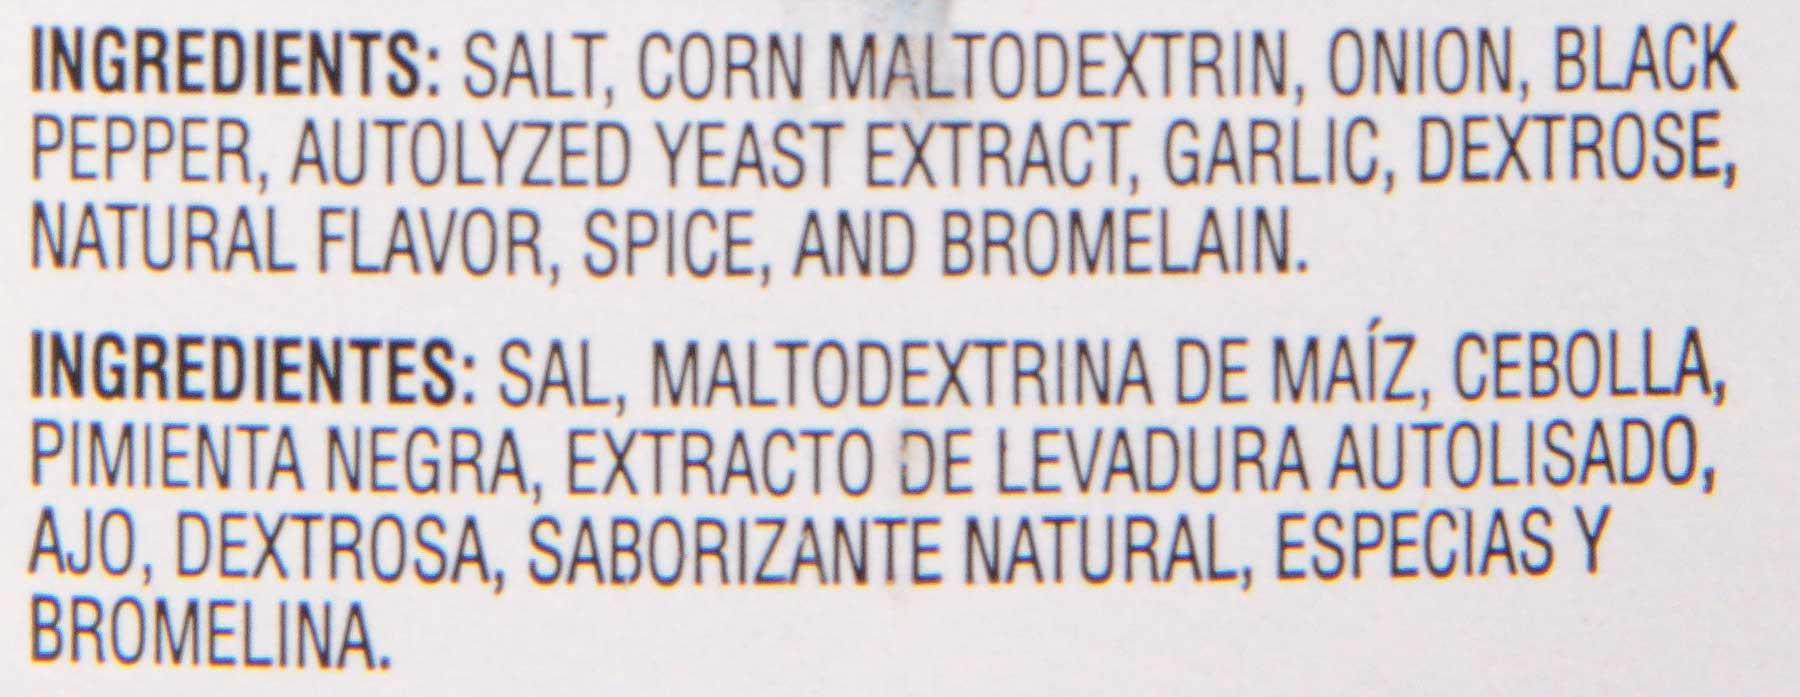 INGREDIENTS: SALT, CORN MALTODEXTRIN, ONION, BLACK
PEPPER, AUTOLYZED YEAST EXTRACT, GARLIC, DEXTROSE,
NATURAL FLAVOR, SPICE, AND BROMELAIN.
INGREDIENTES: SAL, MALTODEXTRINA DE MAÍZ, CEBOLLA,
PIMIENTA NEGRA, EXTRACTO DE LEVADURA AUTOLISADO,
AJO, DEXTROSA, SABORIZANTE NATURAL, ESPECIAS Y
BROMELINA.